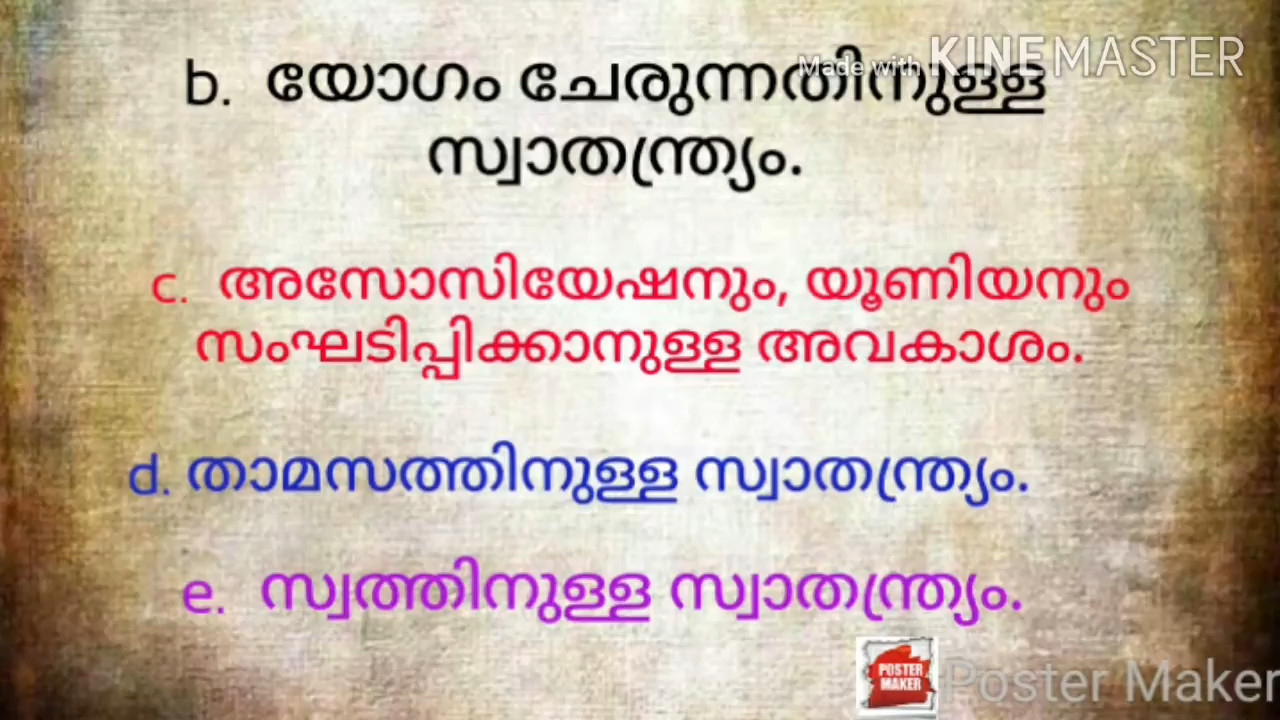 Made with KINEMASTER
b. യോഗം ചേരുന്നതിനുള്ള
സ്വാതന്ത്ര്യം.
c. അസോസിയേഷനും, യൂണിയനും
സംഘടിപ്പിക്കാനുള്ള അവകാശം.
d. താമസത്തിനുള്ള സ്വാതന്ത്ര്യം.
e. സ്വത്തിനുള്ള സ്വാതന്ത്ര്യം.
POSTER
MAKER
Poster Maker